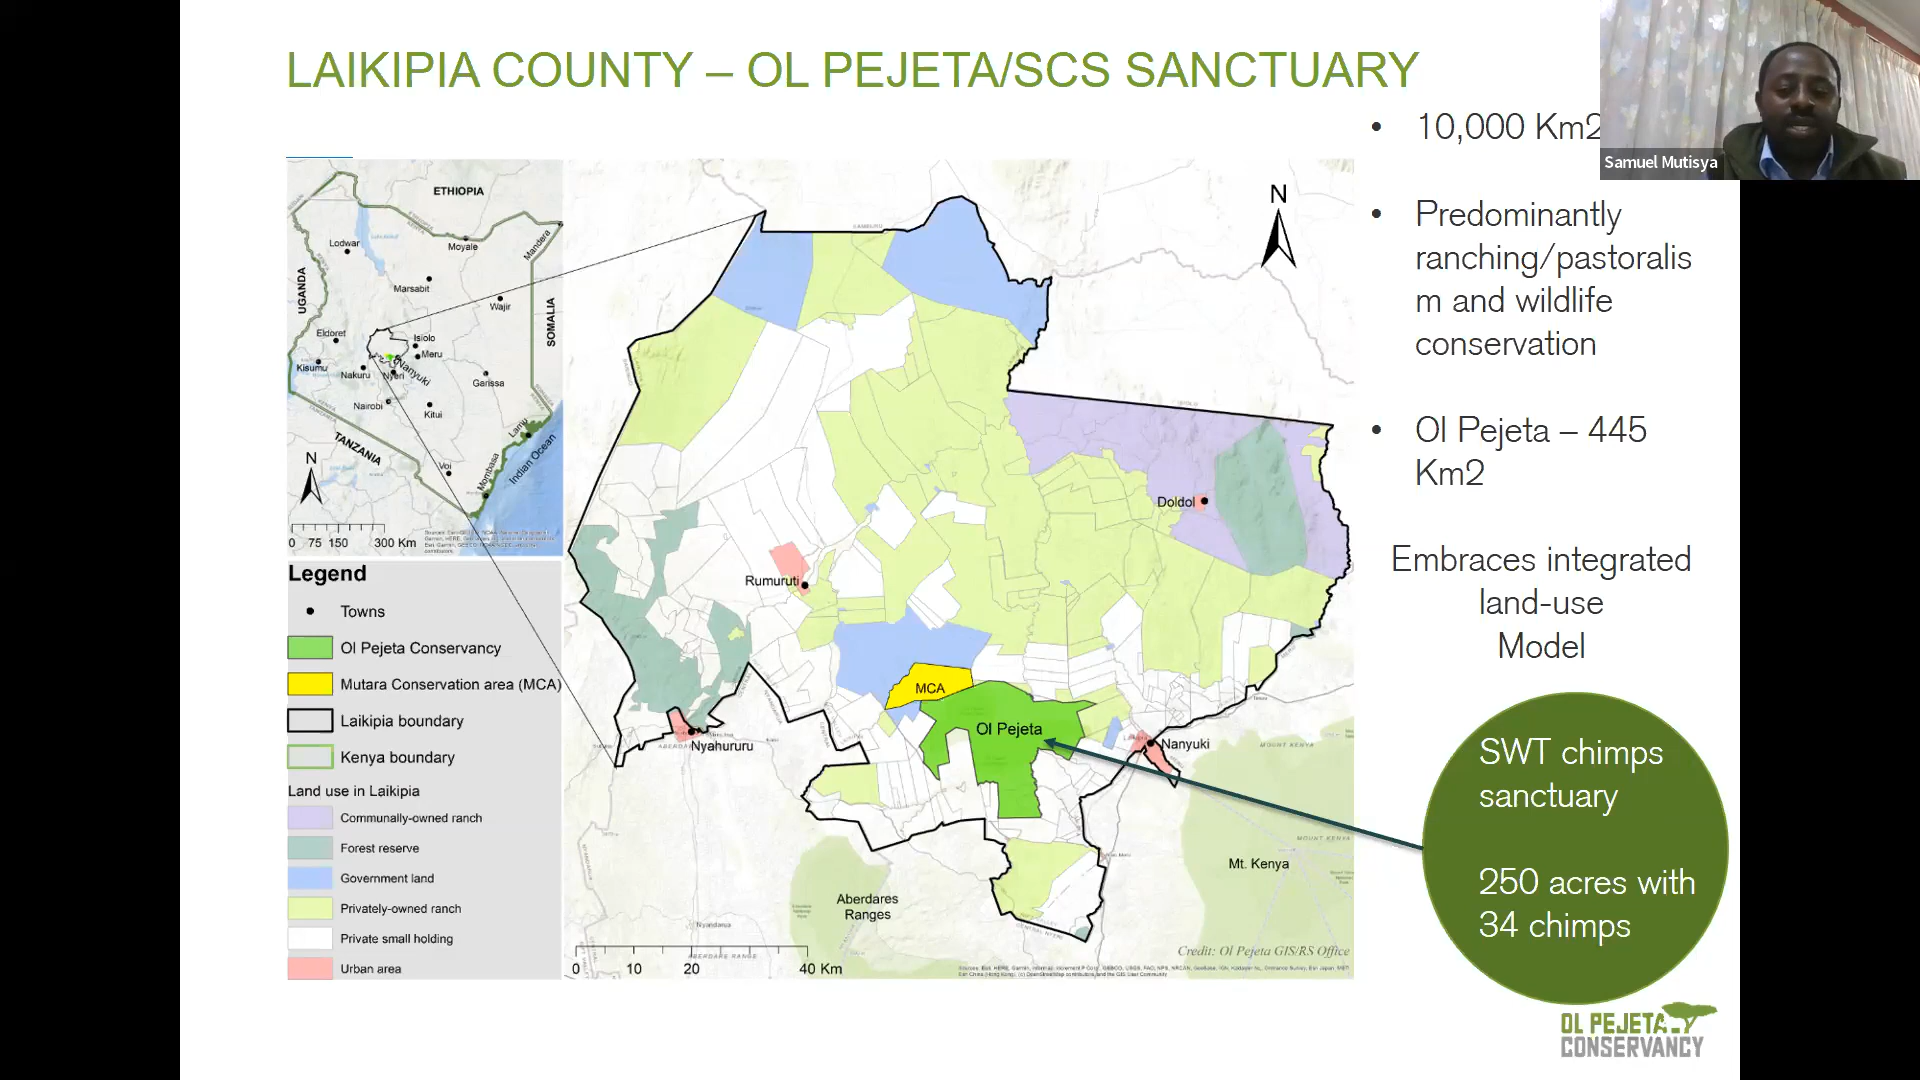 LAIKIPIA COUNTY – OL PEJETA/SCS SANCTUARY
Samuel Mutisya
• 10,000 Km2
• Predominantly
ranching/pastoralis
m and wildlife
conservation
• Ol Pejeta – 445
Km2
Embraces integrated
land-use
Model
SWT chimps
sanctuary
250 acres with
34 chimps
OL PEJETA
CONSERVANCY
ETHIOPIA
Lodwar
Moyale
Mandera
UGANDA
Marsabit
Wajir
SOMALIA
Eldoret
Isiolo
Meru
Kisumu
Nakuru
Nyeri
Nanyuki
Garissa
Nairobi
Kitui
Lamu
TANZANIA
Voi
Mombasa
Indian Ocean
N
0 75 150 300 Km
Legend
Towns
Ol Pejeta Conservancy
Mutara Conservation area (MCA)
Laikipia boundary
Kenya boundary
Land use in Laikipia
Communally-owned ranch
Forest reserve
Government land
Privately-owned ranch
Private small holding
Urban area
N
Doldol
Rumuruti
MCA
Ol Pejeta
Nanyuki
Nyahururu
MOUNT KENYA
Mt. Kenya
Aberdares
Ranges
Nyandarua
ABERDARE RANGE
0 10 20 40 Km
Credit: Ol Pejeta GIS/RS Office